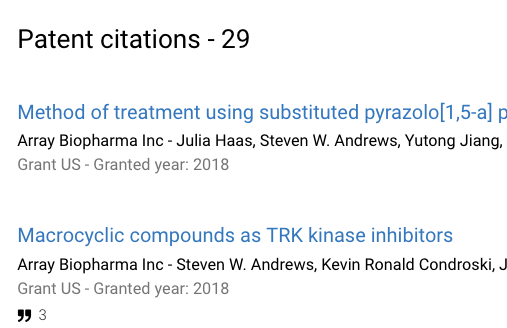 Patent citations - 29
Method of treatment using substituted pyrazolo[1,5-a] p
Array Biopharma Inc - Julia Haas, Steven W. Andrews, Yutong Jiang,
Grant US - Granted year: 2018
Macrocyclic compounds as TRK kinase inhibitors
Array Biopharma Inc - Steven W. Andrews, Kevin Ronald Condroski, J
Grant US - Granted year: 2018
3